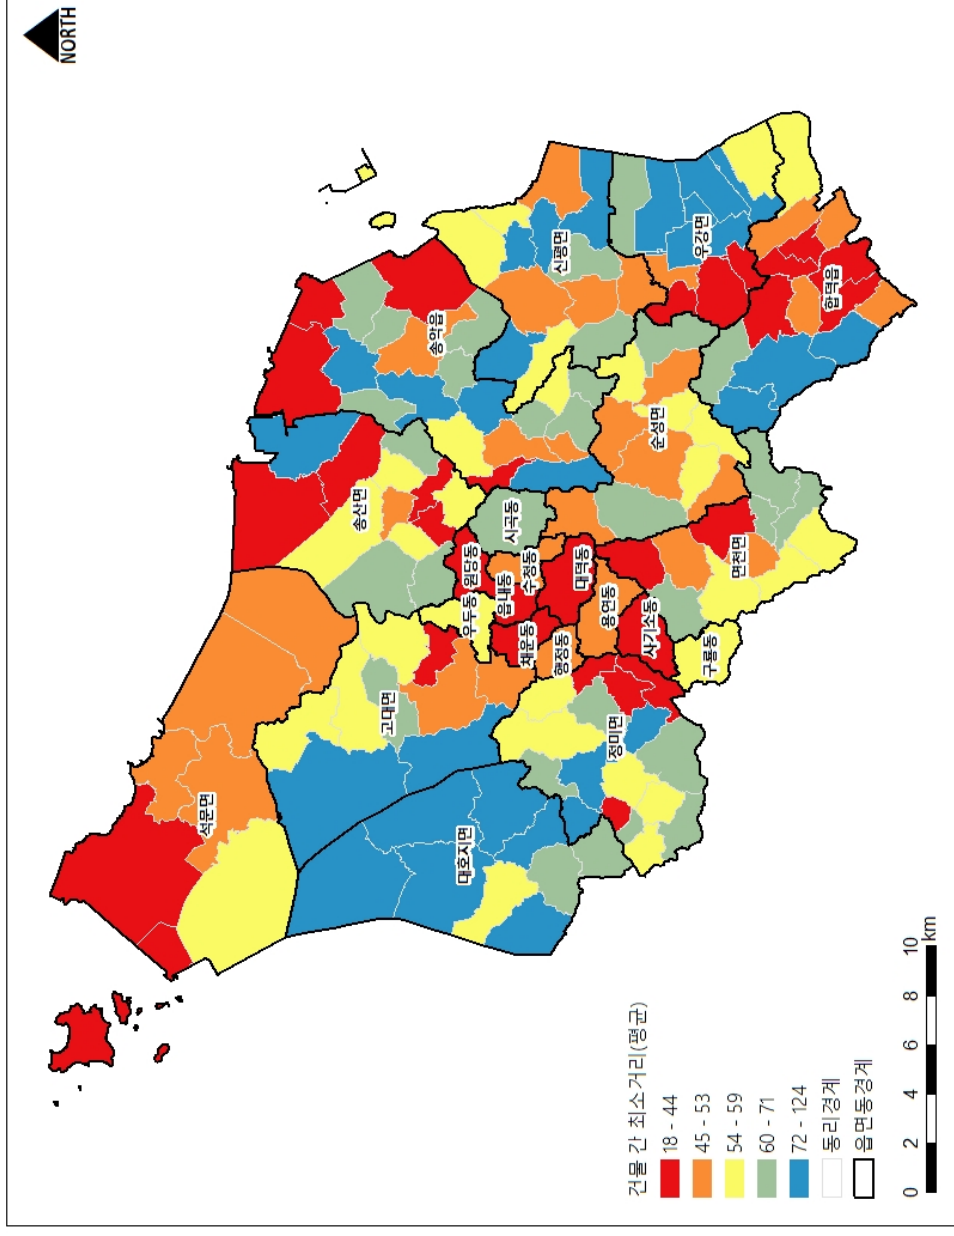 NORTH
석문면
고대면
대호지면
정미면
송산면
송악읍
신평면
우강면
합덕읍
순성면
면천면
시곡동
원당동
수청동
읍내동
우두동
대덕동
채운동
행정동
용연동
사기소동
구룡동
건물 간 최소거리(평균)
18 - 44
45 - 53
54 - 59
60 - 71
72 - 124
동리경계
읍면동경계
0 2 4 6 8 10
km